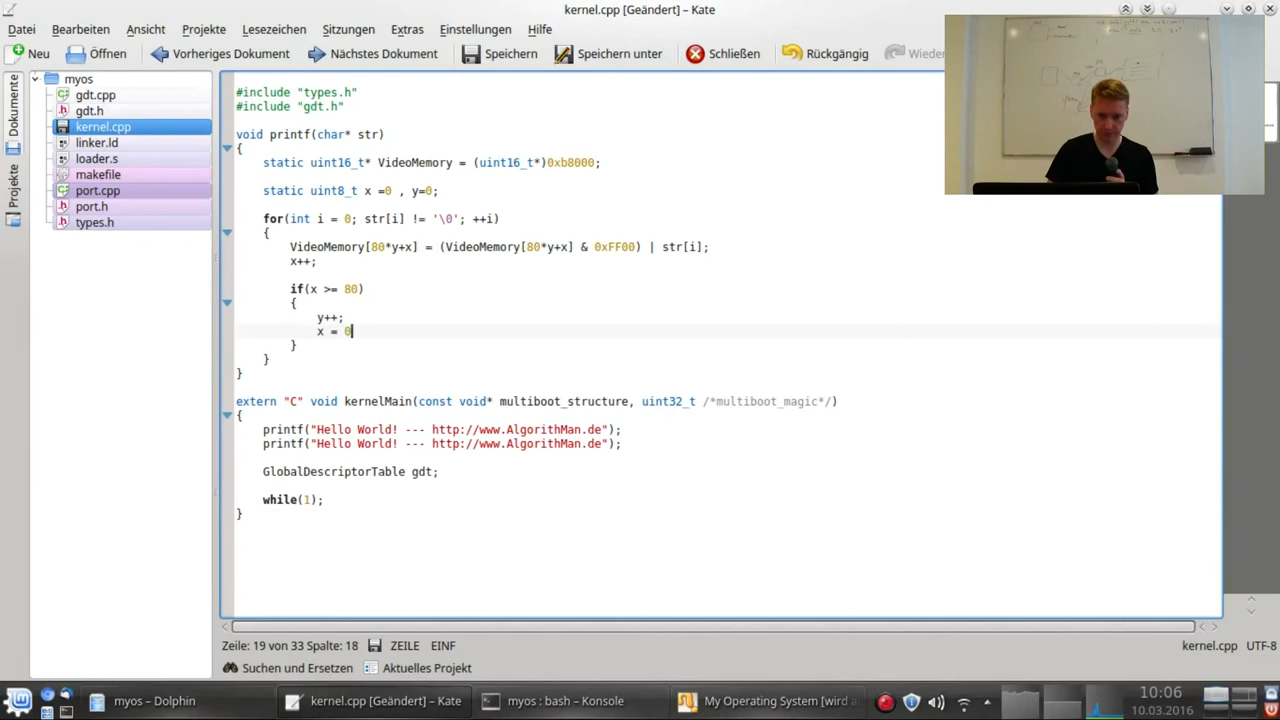 kernel.cpp [Geändert] – Kate
Datei Bearbeiten Ansicht Projekte Lesezeichen Sitzungen Extras Einstellungen Hilfe
Neu Öffnen Vorheriges Dokument Nächstes Dokument Speichern Speichern unter Schließen Rückgängig Wieder
Dokumente
Projekte
myos
gdt.cpp
gdt.h
kernel.cpp
linker.ld
loader.s
makefile
port.cpp
port.h
types.h
#include "types.h"
#include "gdt.h"
void printf(char* str)
{
static uint16_t* VideoMemory = (uint16_t*)0xb8000;
static uint8_t x =0 , y=0;
for(int i = 0; str[i] != '\0'; ++i)
{
VideoMemory[80*y+x] = (VideoMemory[80*y+x] & 0xFF00) | str[i];
x++;
if(x >= 80)
{
y++;
x = 0
}
}
}
extern "C" void kernelMain(const void* multiboot_structure, uint32_t /*multiboot_magic*/)
{
printf("Hello World! --- http://www.AlgorithMan.de");
printf("Hello World! --- http://www.AlgorithMan.de");
GlobalDescriptorTable gdt;
while(1);
}
Zeile: 19 von 33 Spalte: 18 ZEILE EINF kernel.cpp UTF-8
Suchen und Ersetzen Aktuelles Projekt
myos – Dolphin kernel.cpp [Geändert] – Kate myos : bash – Konsole My Operating System [wird a 10:06
10.03.2016